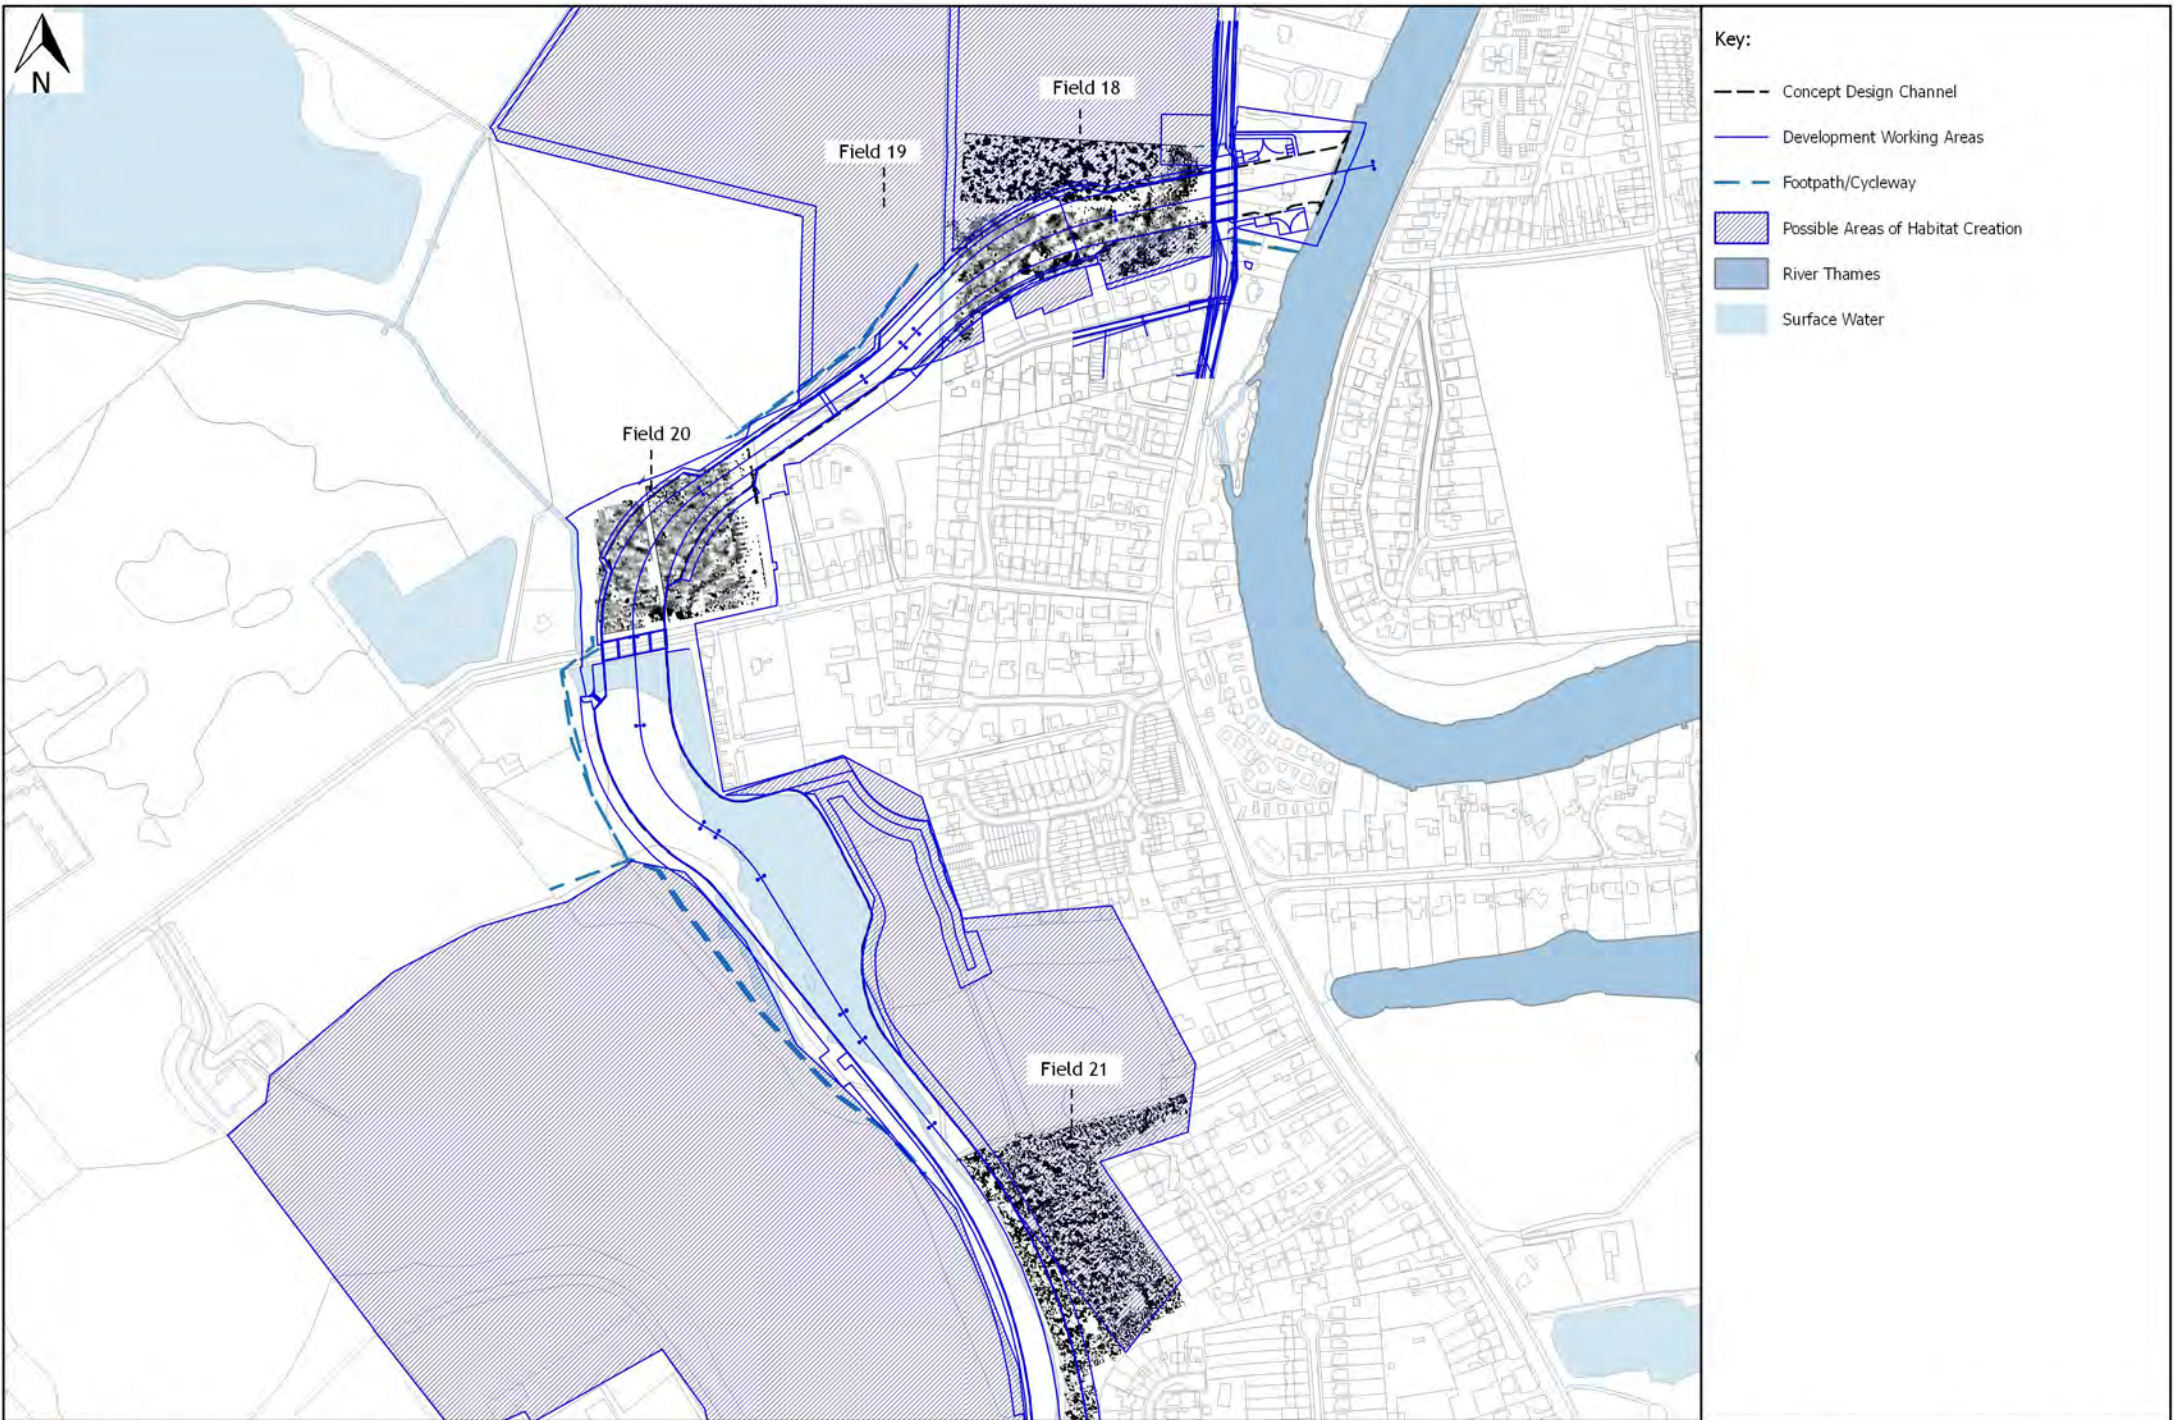 N
Field 18
Field 19
Field 20
Field 21
Key:
Concept Design Channel
Development Working Areas
Footpath/Cycleway
Possible Areas of Habitat Creation
River Thames
Surface Water